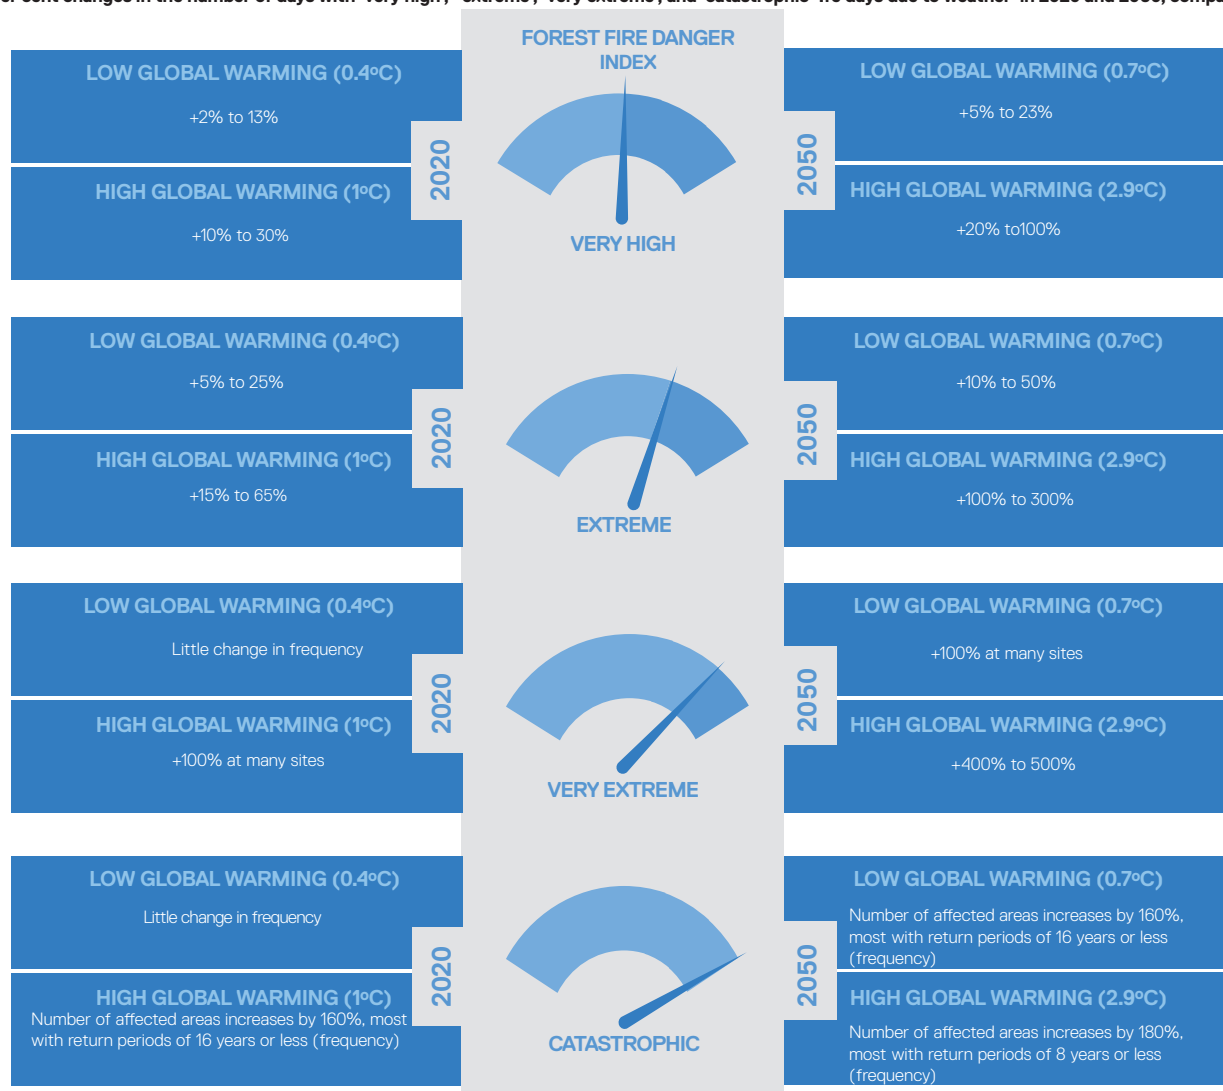 FOREST FIRE DANGER
INDEX
LOW GLOBAL WARMING (0.4ºC)
+2% to 13%
2020
HIGH GLOBAL WARMING (1ºC)
+10% to 30%
VERY HIGH
LOW GLOBAL WARMING (0.7ºC)
+5% to 23%
2050
HIGH GLOBAL WARMING (2.9ºC)
+20% to100%
LOW GLOBAL WARMING (0.4ºC)
+5% to 25%
2020
HIGH GLOBAL WARMING (1ºC)
+15% to 65%
EXTREME
LOW GLOBAL WARMING (0.7ºC)
+10% to 50%
2050
HIGH GLOBAL WARMING (2.9ºC)
+100% to 300%
LOW GLOBAL WARMING (0.4ºC)
Little change in frequency
2020
HIGH GLOBAL WARMING (1ºC)
+100% at many sites
VERY EXTREME
LOW GLOBAL WARMING (0.7ºC)
+100% at many sites
2050
HIGH GLOBAL WARMING (2.9ºC)
+400% to 500%
LOW GLOBAL WARMING (0.4ºC)
Little change in frequency
2020
HIGH GLOBAL WARMING (1ºC)
Number of affected areas increases by 160%, most
with return periods of 16 years or less (frequency)
CATASTROPHIC
LOW GLOBAL WARMING (0.7ºC)
Number of affected areas increases by 160%,
most with return periods of 16 years or less
(frequency)
2050
HIGH GLOBAL WARMING (2.9ºC)
Number of affected areas increases by 180%,
most with return periods of 8 years or less
(frequency)